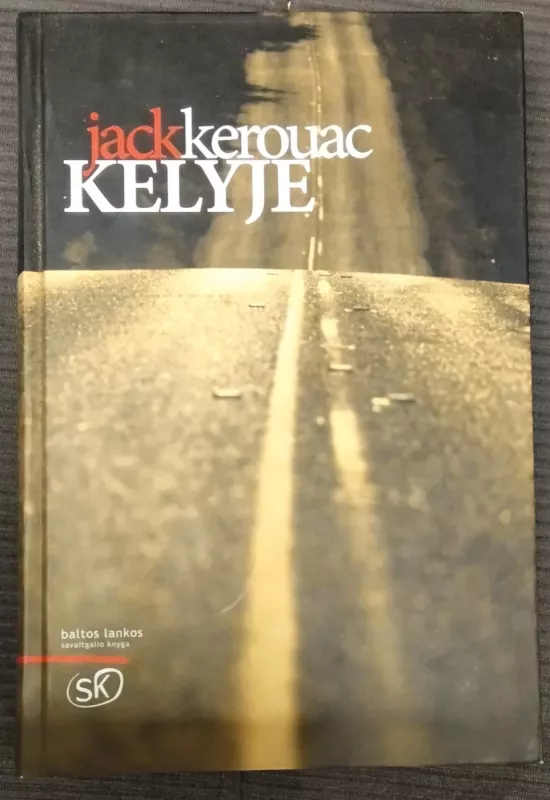 jackkerouac
KELYJE
baltos lankos
savaitgalio knyga
SK